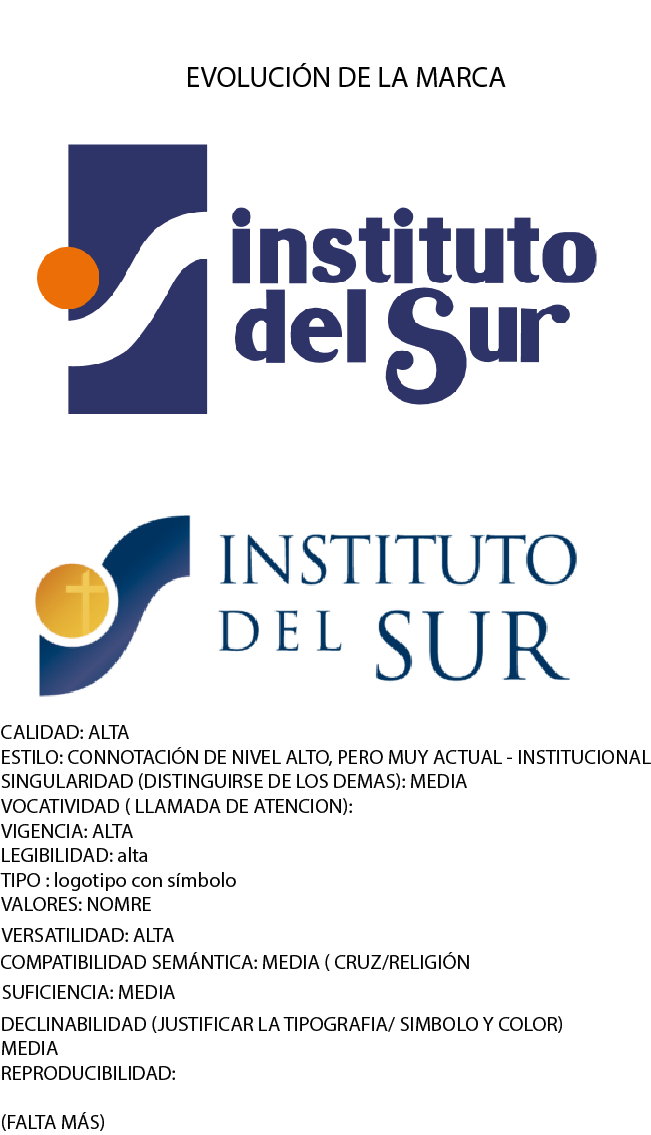 EVOLUCIÓN DE LA MARCA
instituto
del Sur
INSTITUTO
DEL SUR
CALIDAD: ALTA
ESTILO: CONNOTACIÓN DE NIVEL ALTO, PERO MUY ACTUAL - INSTITUCIONAL
SINGULARIDAD (DISTINGUIRSE DE LOS DEMAS): MEDIA
VOCATIVIDAD ( LLAMADA DE ATENCION):
VIGENCIA: ALTA
LEGIBILIDAD: alta
TIPO : logotipo con símbolo
VALORES: NOMRE
VERSATILIDAD: ALTA
COMPATIBILIDAD SEMÁNTICA: MEDIA ( CRUZ/RELIGIÓN
SUFICIENCIA: MEDIA
DECLINABILIDAD (JUSTIFICAR LA TIPOGRAFIA/ SIMBOLO Y COLOR)
MEDIA
REPRODUCIBILIDAD:
(FALTA MÁS)